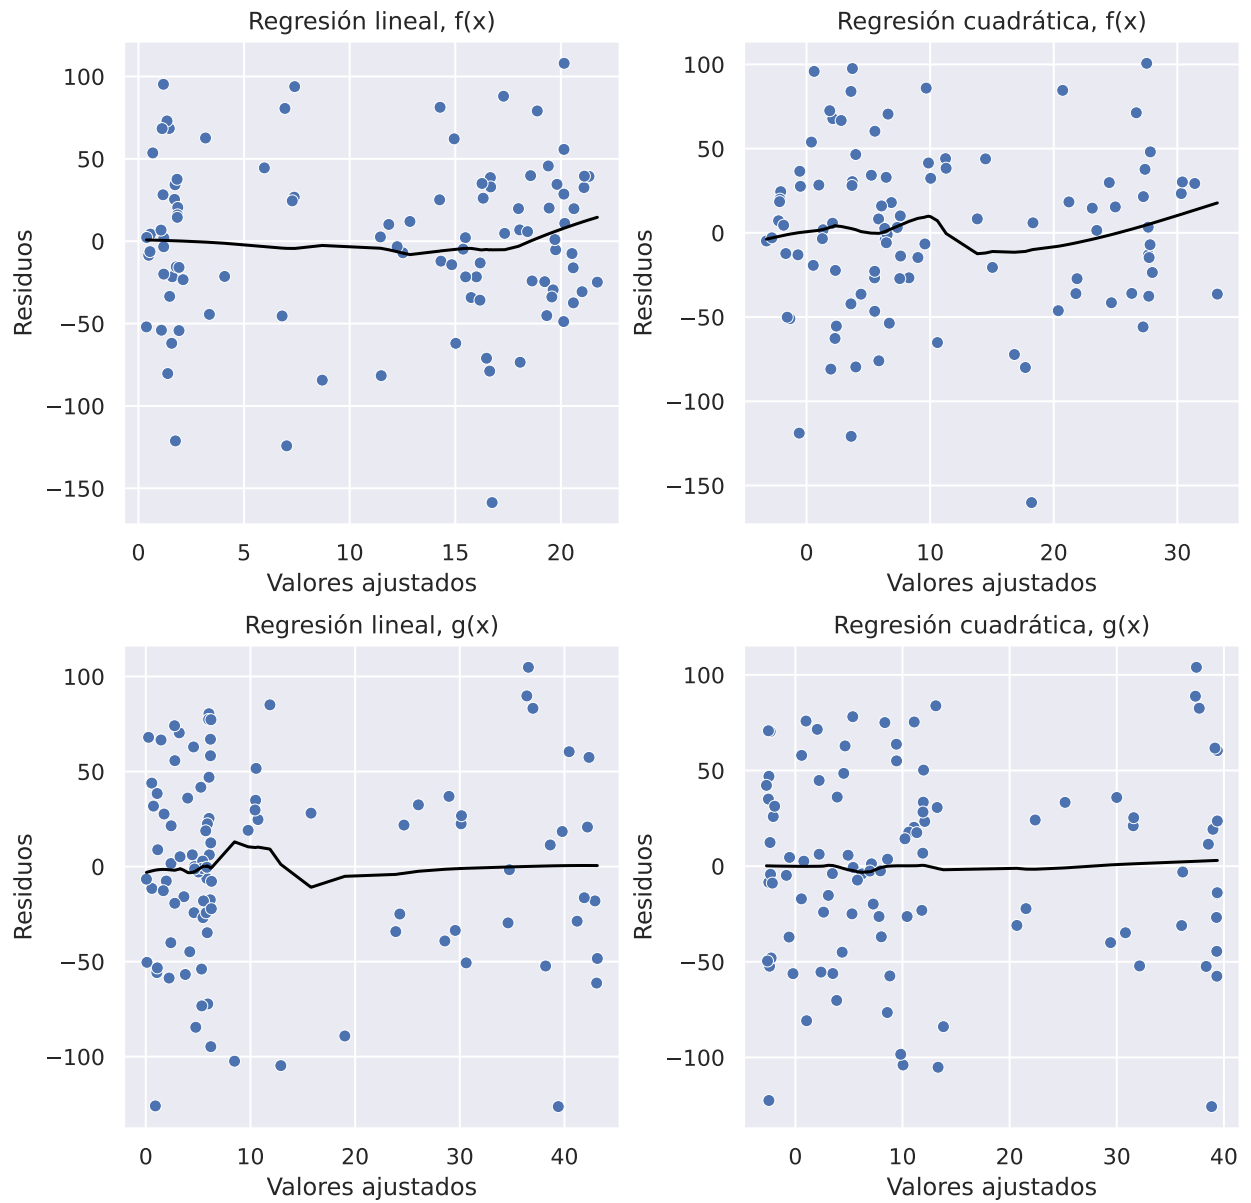 Regresión lineal, f(x)
Regresión cuadrática, f(x)
100
50
0
−50
−100
−150
Residuos
0 5 10 15 20
Valores ajustados
100
50
0
−50
−100
−150
Residuos
0 10 20 30
Valores ajustados
Regresión lineal, g(x)
Regresión cuadrática, g(x)
100
50
0
−50
−100
Residuos
0 10 20 30 40
Valores ajustados
100
50
0
−50
−100
Residuos
0 10 20 30 40
Valores ajustados